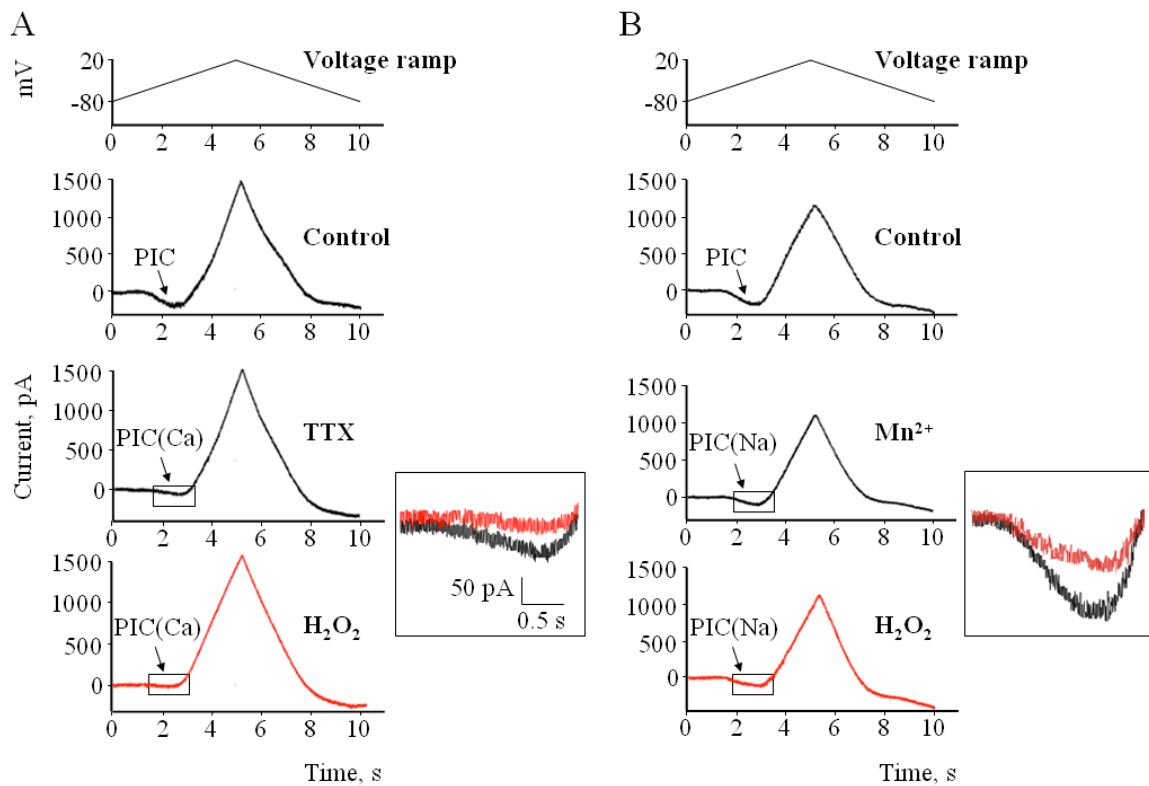 A
Voltage ramp
mV
20
-80
0 2 4 6 8 10
1500
1000
500
0
PIC
Control
0 2 4 6 8 10
Current, pA
1500
1000
500
0
PIC(Ca)
TTX
0 2 4 6 8 10
1500
1000
500
0
PIC(Ca)
H₂O₂
0 2 4 6 8 10
Time, s
50 pA
0.5 s
B
Voltage ramp
20
-80
0 2 4 6 8 10
1500
1000
500
0
PIC
Control
0 2 4 6 8 10
1500
1000
500
0
PIC(Na)
Mn²⁺
0 2 4 6 8 10
1500
1000
500
0
PIC(Na)
H₂O₂
0 2 4 6 8 10
Time, s